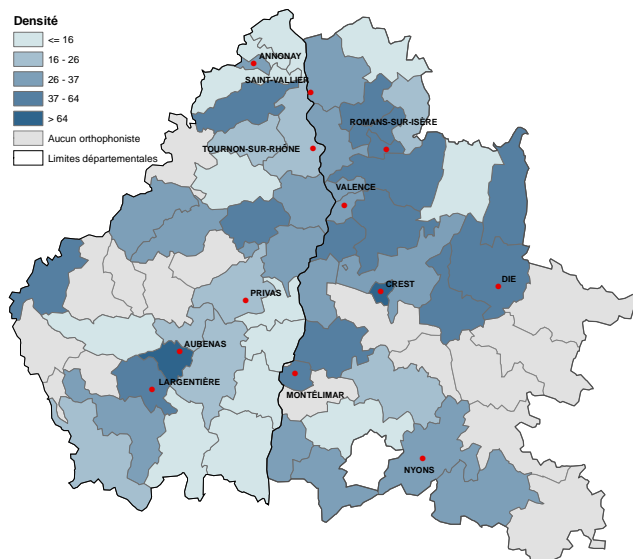 Densité
<= 16
16 - 26
26 - 37
37 - 64
> 64
Aucun orthophoniste
Limites départementales
ANNONAY
SAINT-VALLIER
ROMANS-SUR-ISÈRE
TOURNON-SUR-RHÔNE
VALENCE
DIE
CREST
PRIVAS
AUBENAS
LARGENTIÈRE
MONTÉLIMAR
NYONS